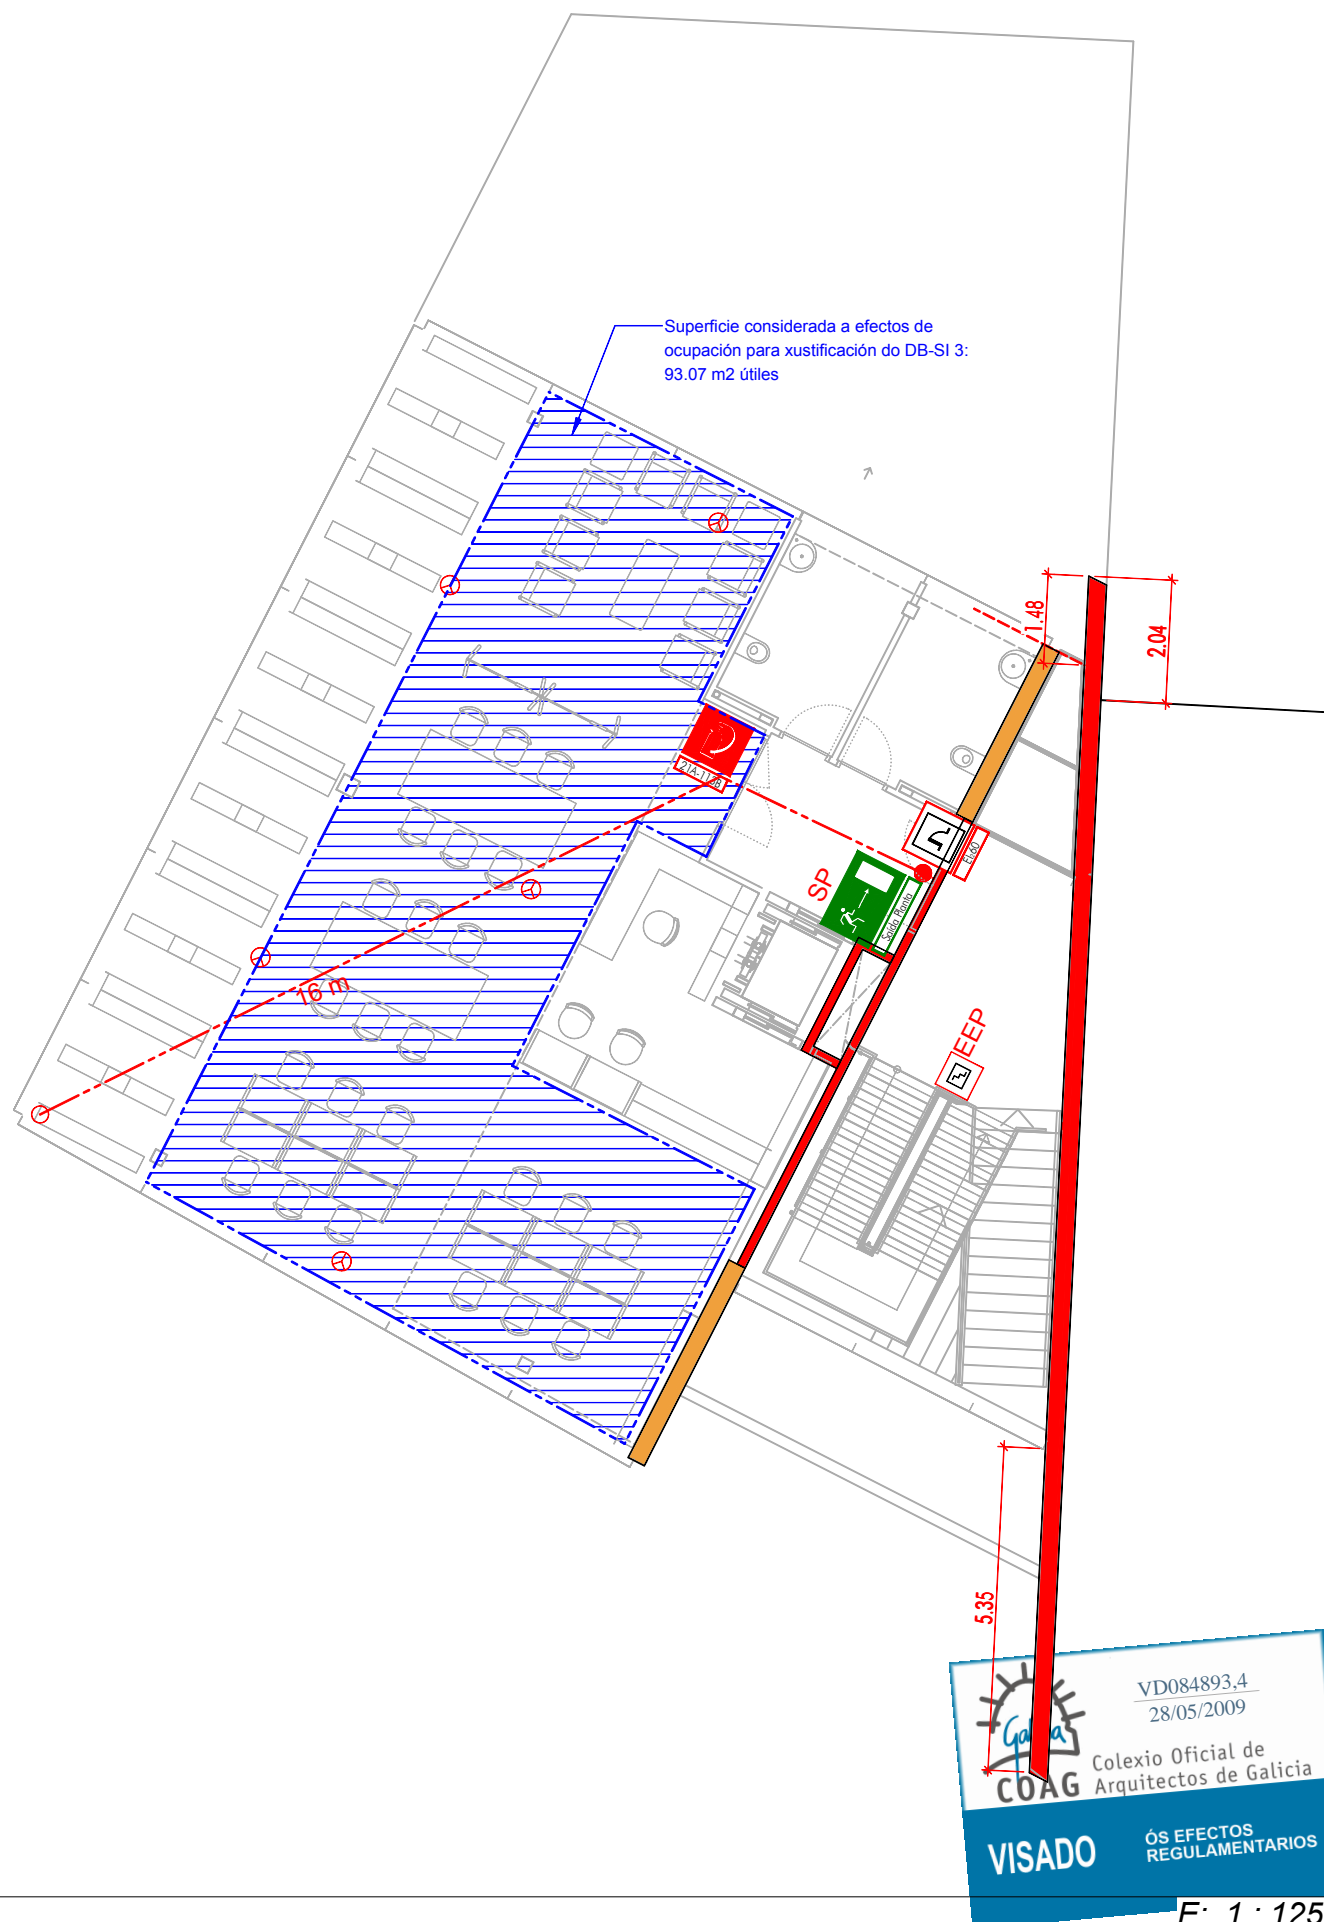 Superficie considerada a efectos de
ocupación para xustificación do DB-SI 3:
93.07 m2 útiles
1.48
2.04
21A-113B
EI.60
SP
Saída Planta
16 m
EEP
5.35
VD084893,4
28/05/2009
Galicia
COAG
Colexio Oficial de
Arquitectos de Galicia
VISADO
ÓS EFECTOS
REGULAMENTARIOS
E: 1 : 125